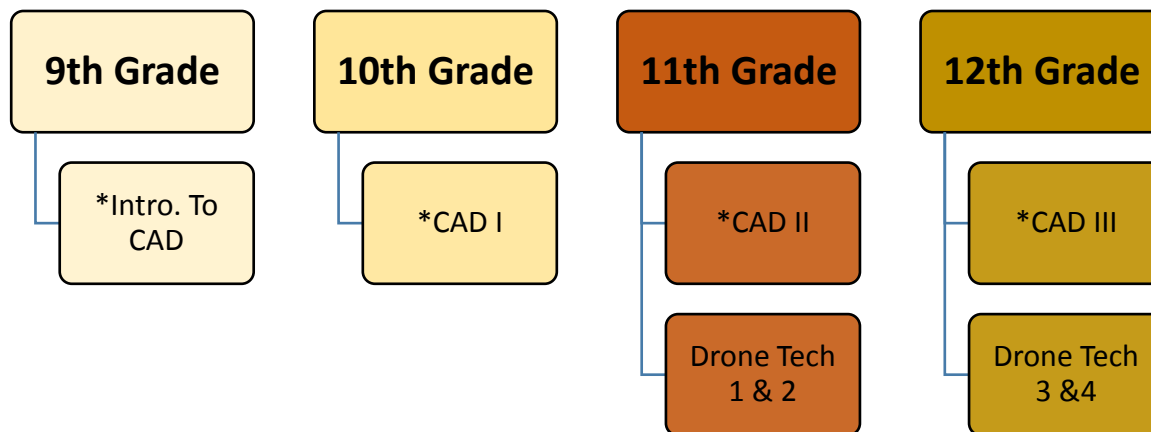 9th Grade
*Intro. To
CAD
10th Grade
*CAD I
11th Grade
*CAD II
Drone Tech
1 & 2
12th Grade
*CAD III
Drone Tech
3 &4